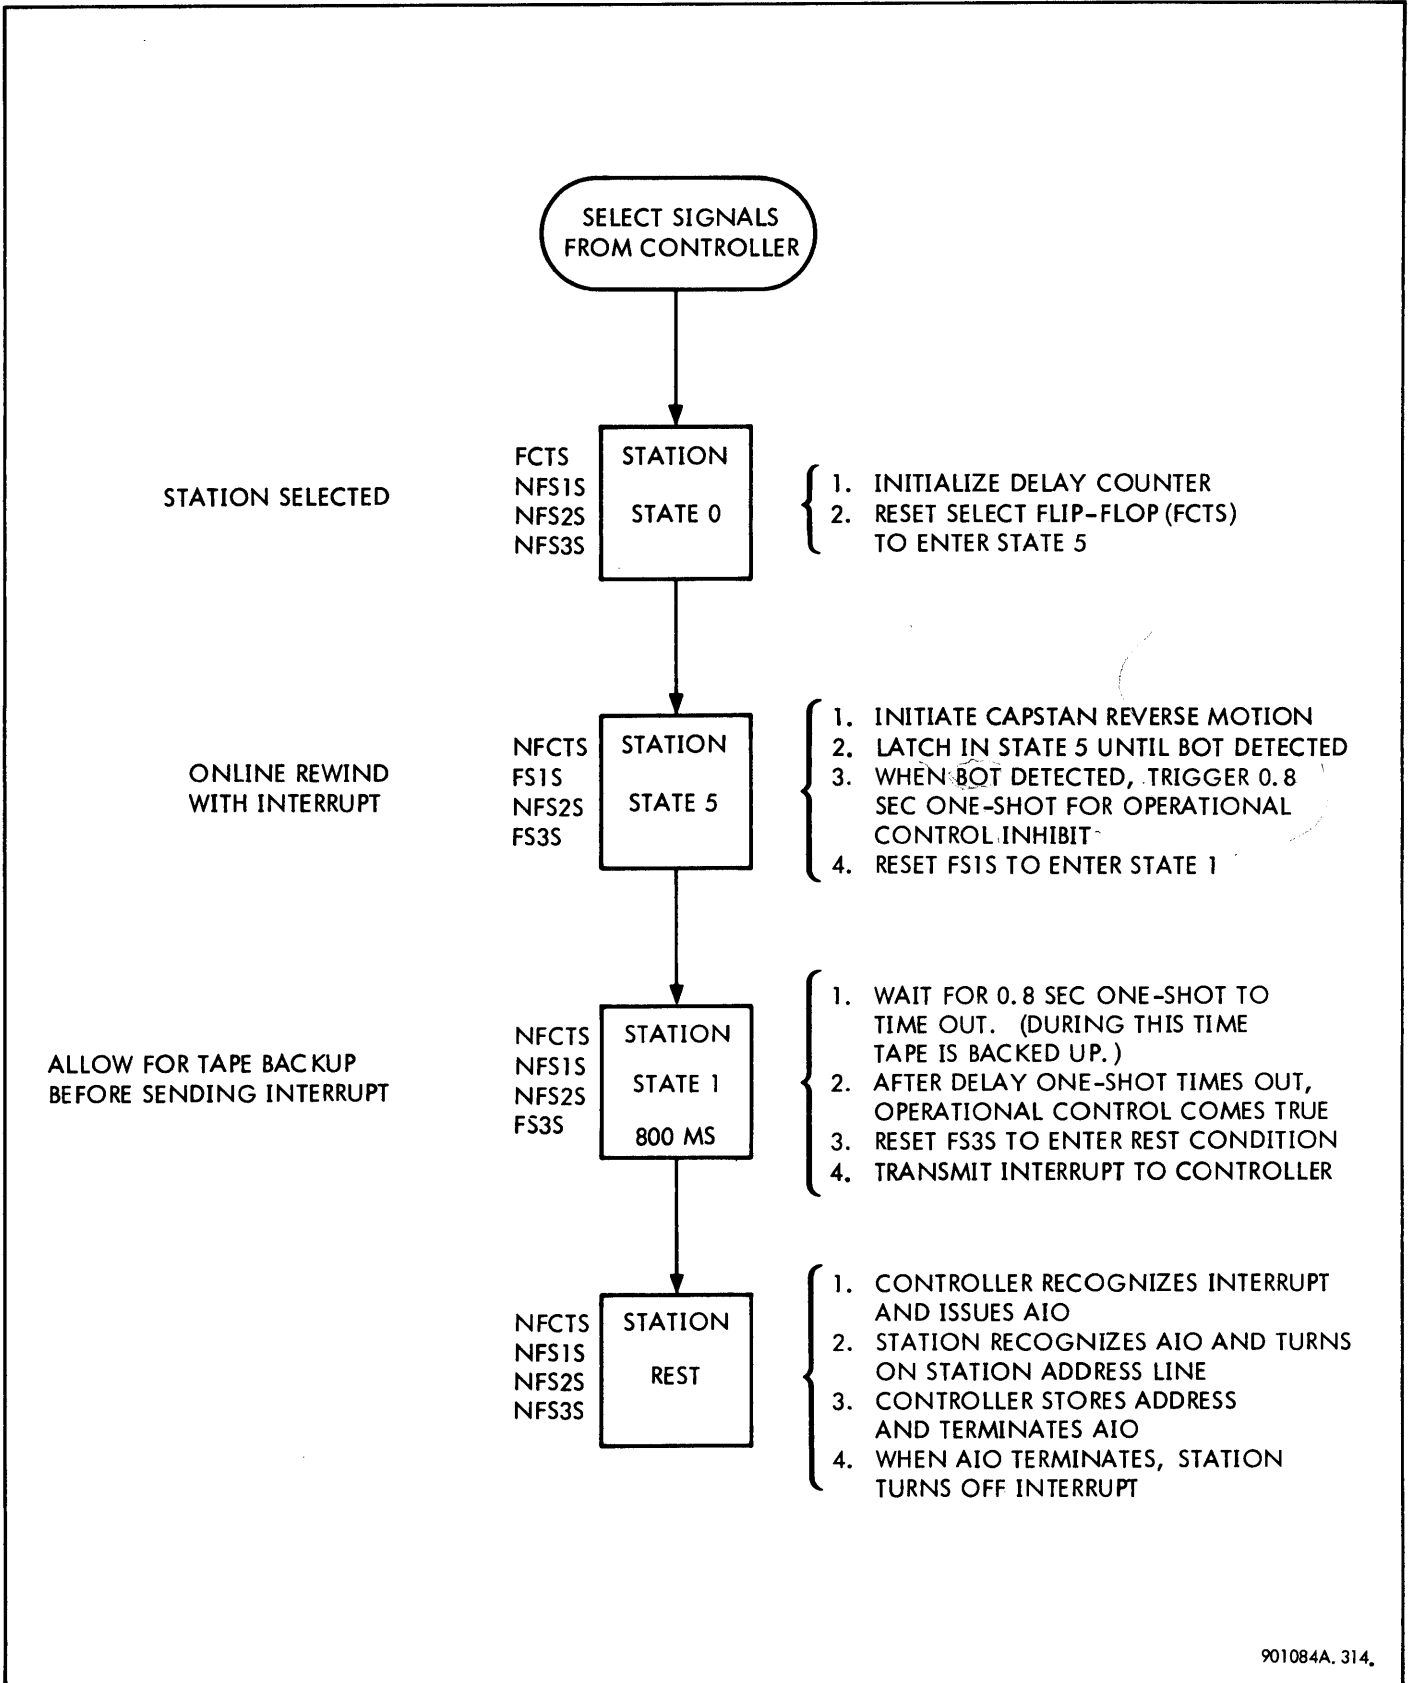 SELECT SIGNALS
FROM CONTROLLER
STATION SELECTED
FCTS
NFS1S
NFS2S
NFS3S
STATION
STATE 0
1. INITIALIZE DELAY COUNTER
2. RESET SELECT FLIP-FLOP (FCTS)
TO ENTER STATE 5
ONLINE REWIND
WITH INTERRUPT
NFCTS
FS1S
NFS2S
FS3S
STATION
STATE 5
1. INITIATE CAPSTAN REVERSE MOTION
2. LATCH IN STATE 5 UNTIL BOT DETECTED
3. WHEN BOT DETECTED, TRIGGER 0.8
SEC ONE-SHOT FOR OPERATIONAL
CONTROL INHIBIT
4. RESET FS1S TO ENTER STATE 1
ALLOW FOR TAPE BACKUP
BEFORE SENDING INTERRUPT
NFCTS
NFS1S
NFS2S
FS3S
STATION
STATE 1
800 MS
1. WAIT FOR 0.8 SEC ONE-SHOT TO
TIME OUT. (DURING THIS TIME
TAPE IS BACKED UP.)
2. AFTER DELAY ONE-SHOT TIMES OUT,
OPERATIONAL CONTROL COMES TRUE
3. RESET FS3S TO ENTER REST CONDITION
4. TRANSMIT INTERRUPT TO CONTROLLER
NFCTS
NFS1S
NFS2S
NFS3S
STATION
REST
1. CONTROLLER RECOGNIZES INTERRUPT
AND ISSUES AIO
2. STATION RECOGNIZES AIO AND TURNS
ON STATION ADDRESS LINE
3. CONTROLLER STORES ADDRESS
AND TERMINATES AIO
4. WHEN AIO TERMINATES, STATION
TURNS OFF INTERRUPT
901084A. 314.